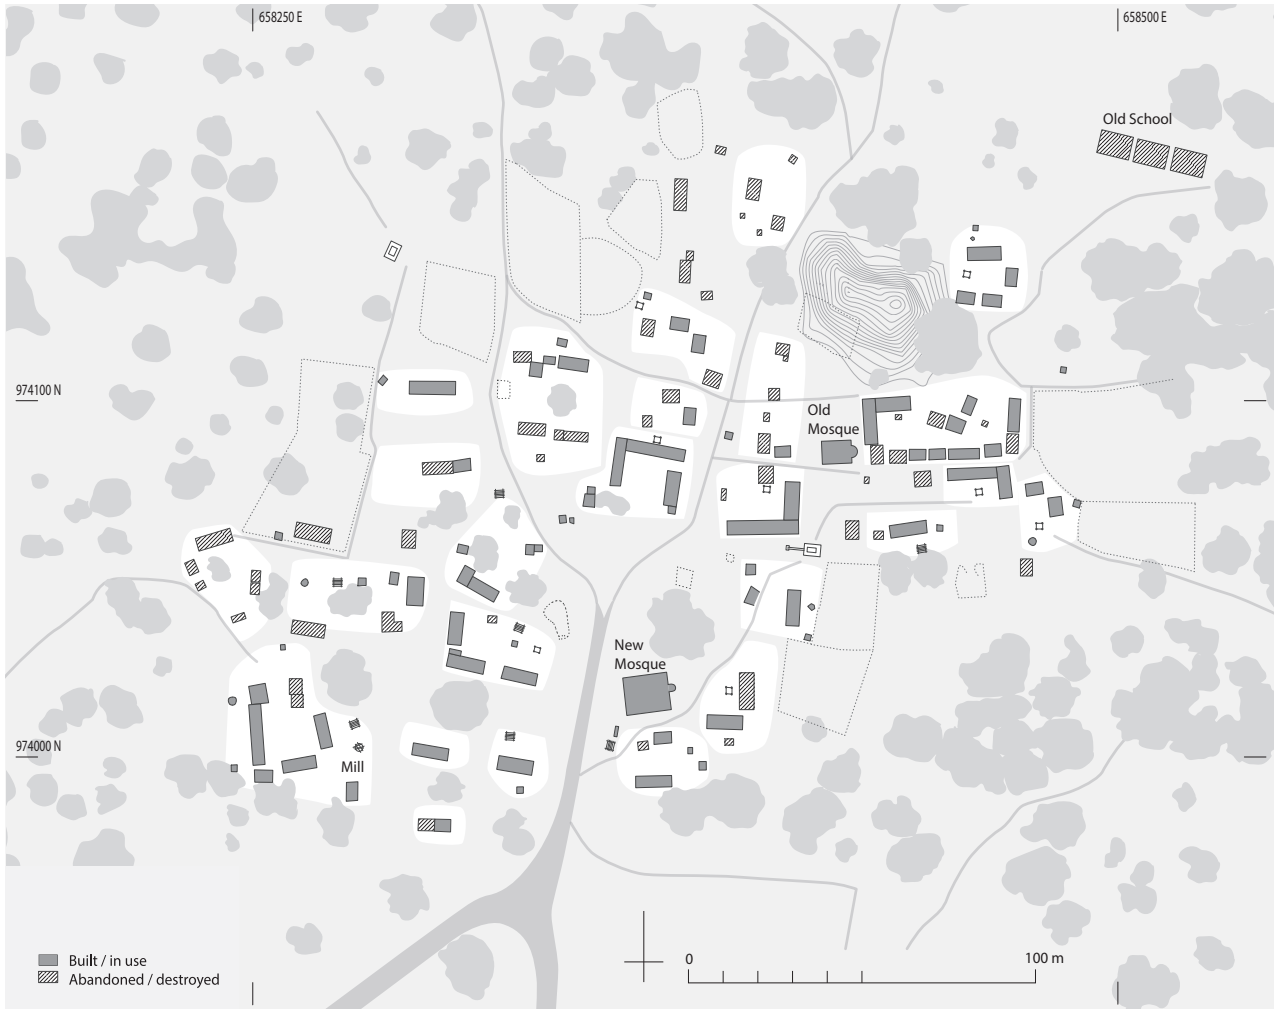 658250 E
658500 E
Old School
974100 N
Old
Mosque
New
Mosque
974000 N
Mill
Built / in use
Abandoned / destroyed
0
100 m